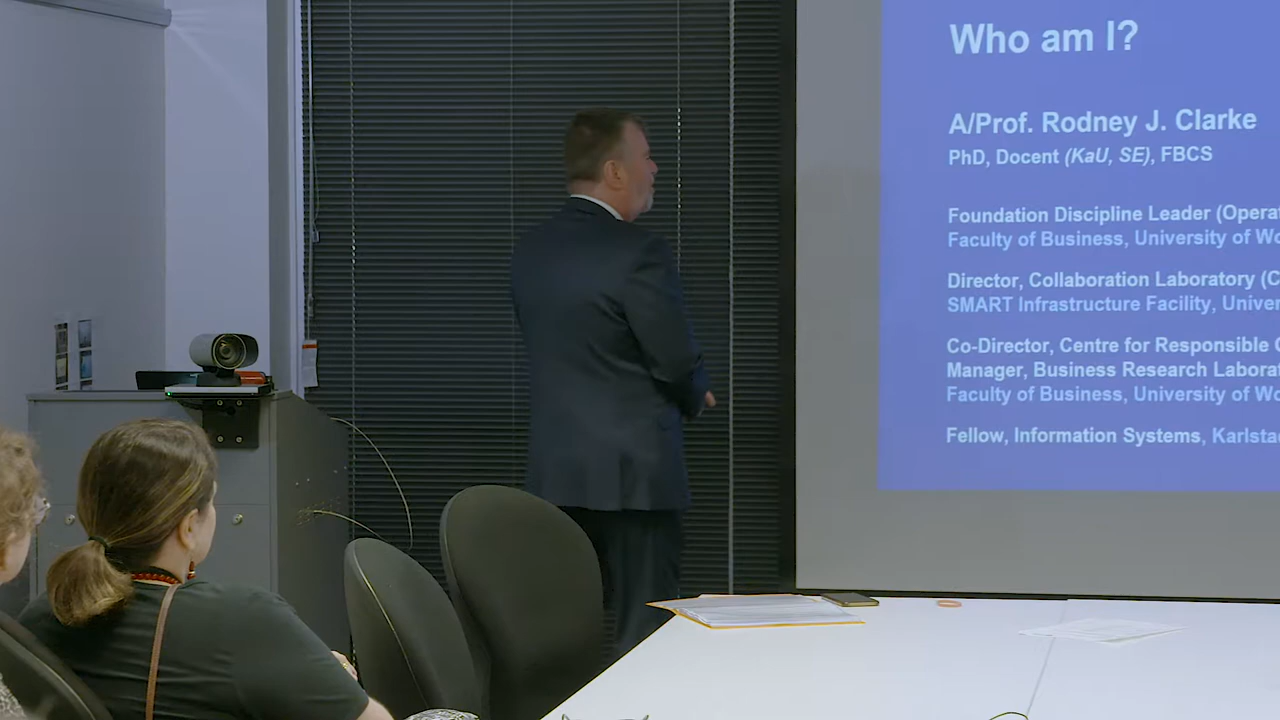 Who am I?
A/Prof. Rodney J. Clarke
PhD, Docent (KaU, SE), FBCS
Foundation Discipline Leader (Opera
Faculty of Business, University of Wo
Director, Collaboration Laboratory (C
SMART Infrastructure Facility, Univer
Co-Director, Centre for Responsible
Manager, Business Research Laborat
Faculty of Business, University of Wo
Fellow, Information Systems, Karlsta